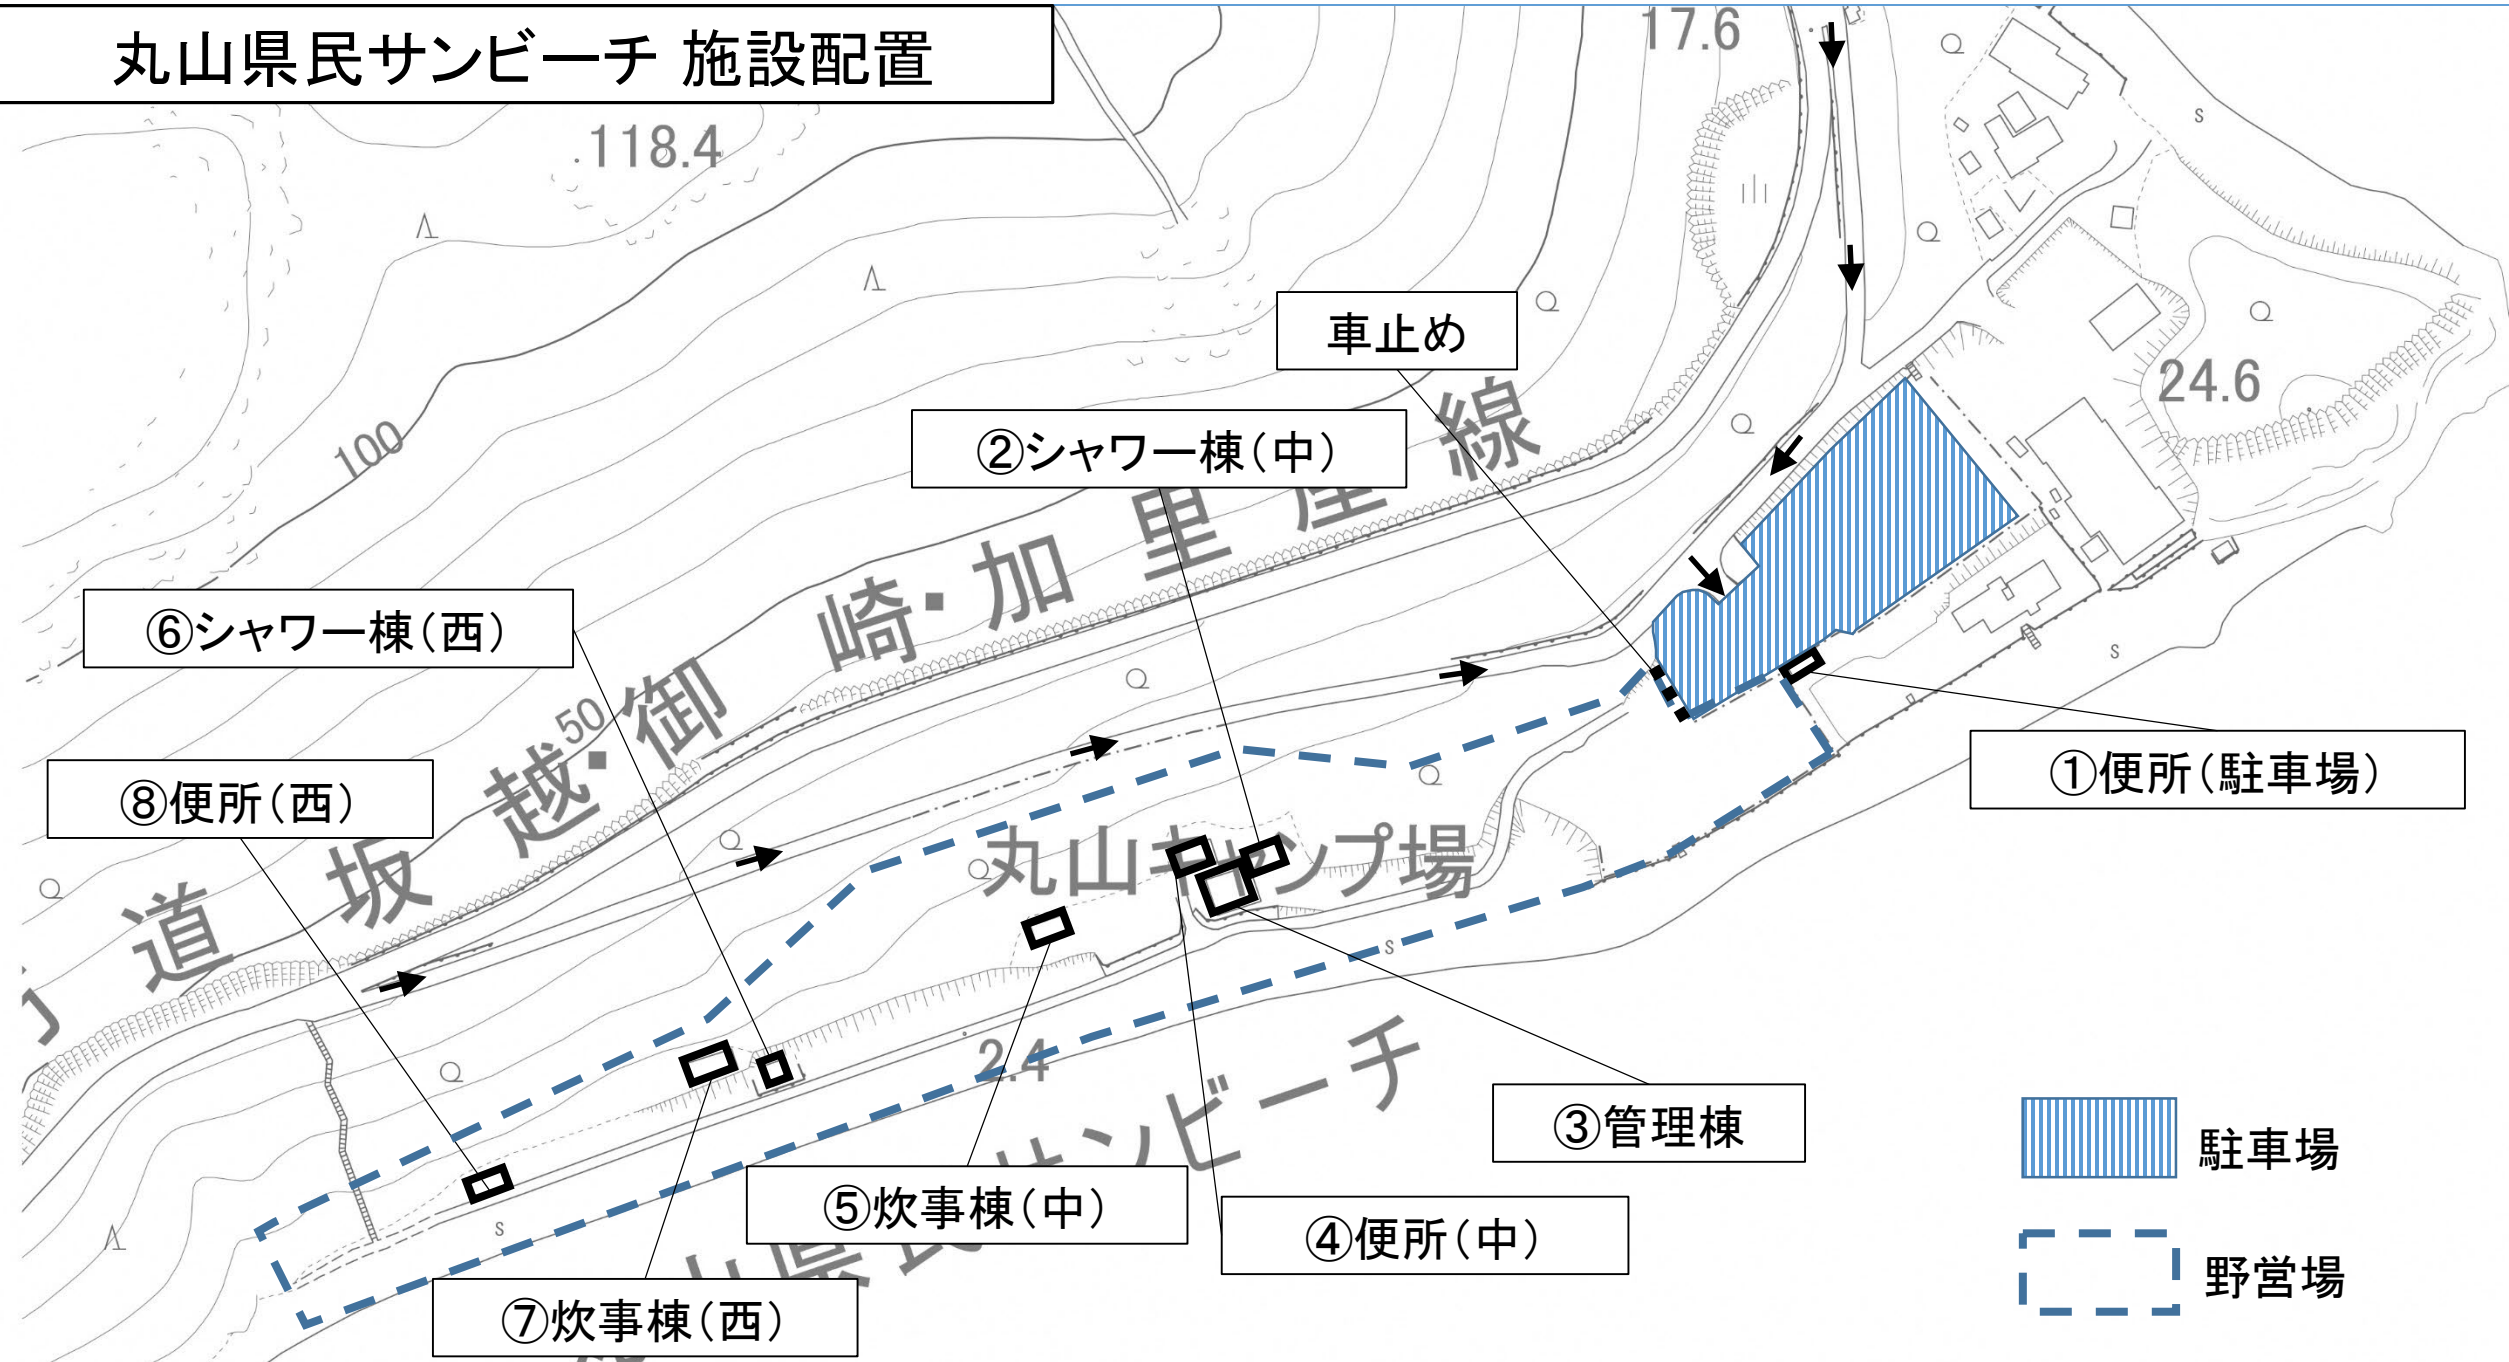 丸山県民サンビーチ 施設配置
17.6
118.4
s
車止め
24.6
100
②シャワー棟（中）
線
里
崎・加
⑥シャワー棟（西）
越・御
50
s
①便所（駐車場）
⑧便所（西）
丸山キャンプ場
道 坂
s
2.4
③管理棟
駐車場
⑤炊事棟（中）
④便所（中）
s
野営場
⑦炊事棟（西）